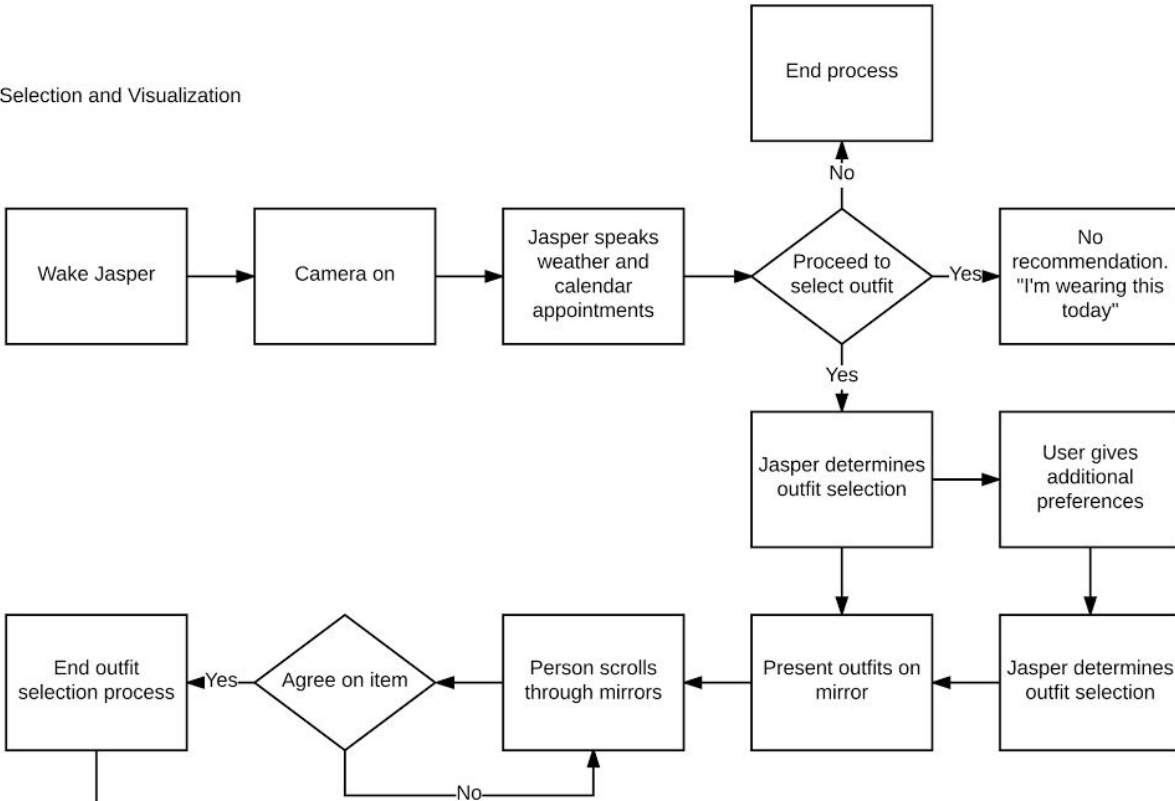 Selection and Visualization
End process
No
Wake Jasper
Camera on
Jasper speaks
weather and
calendar
appointments
Proceed to
select outfit
Yes
No
recommendation.
"I'm wearing this
today"
Yes
Jasper determines
outfit selection
User gives
additional
preferences
End outfit
selection process
Yes
Agree on item
Person scrolls
through mirrors
Present outfits on
mirror
Jasper determines
outfit selection
No